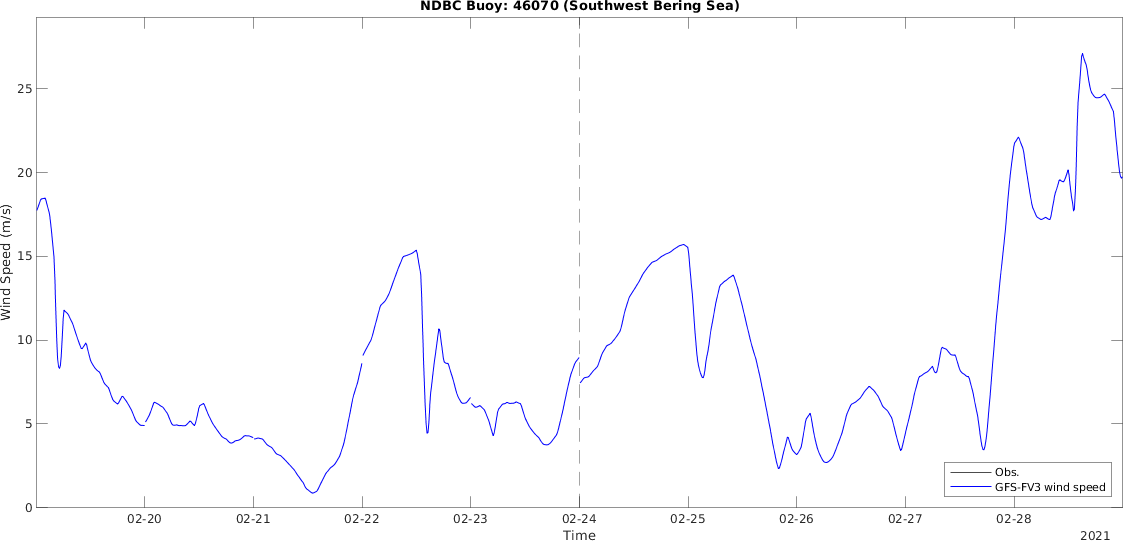 NDBC Buoy: 46070 (Southwest Bering Sea)
25
20
15
10
5
0
Wind Speed (m/s)
02-20 02-21 02-22 02-23 02-24 02-25 02-26 02-27 02-28
Time
2021
Obs.
GFS-FV3 wind speed